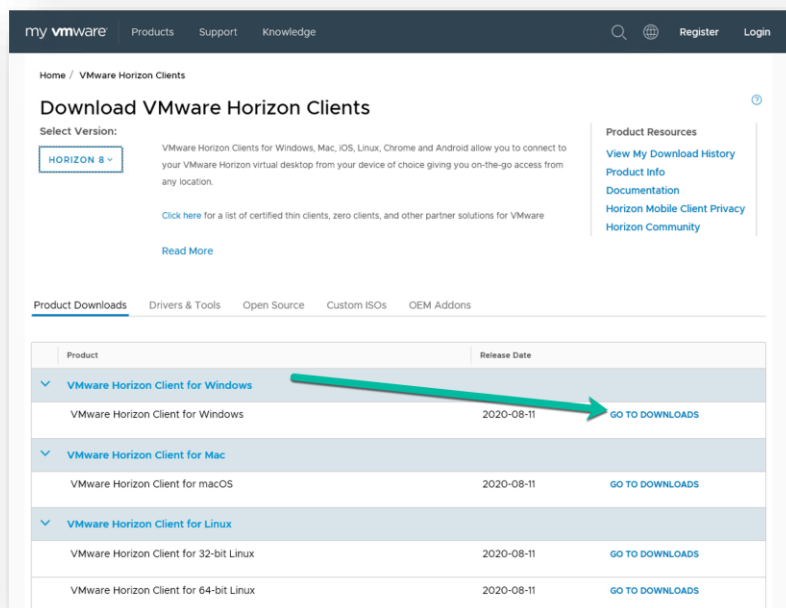 my vmware Products Support Knowledge Register Login
Home / VMware Horizon Clients
Download VMware Horizon Clients
Select Version:
HORIZON 8
VMware Horizon Clients for Windows, Mac, iOS, Linux, Chrome and Android allow you to connect to
your VMware Horizon virtual desktop from your device of choice giving you on-the-go access from
any location.
Click here for a list of certified thin clients, zero clients, and other partner solutions for VMware
Read More
Product Resources
View My Download History
Product Info
Documentation
Horizon Mobile Client Privacy
Horizon Community
Product Downloads Drivers & Tools Open Source Custom ISOs OEM Addons
Product Release Date
VMware Horizon Client for Windows
VMware Horizon Client for Windows 2020-08-11 GO TO DOWNLOADS
VMware Horizon Client for Mac
VMware Horizon Client for macOS 2020-08-11 GO TO DOWNLOADS
VMware Horizon Client for Linux
VMware Horizon Client for 32-bit Linux 2020-08-11 GO TO DOWNLOADS
VMware Horizon Client for 64-bit Linux 2020-08-11 GO TO DOWNLOADS